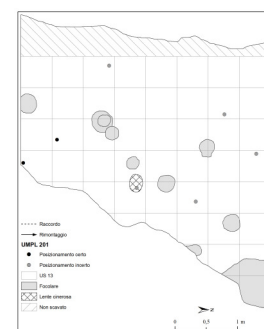 Raccordo
Rimontaggio
UMPL 201
Posizionamento certo
Posizionamento incerto
US 13
Focolare
Lente cinerosa
Non scavato
0 0,5 1 m